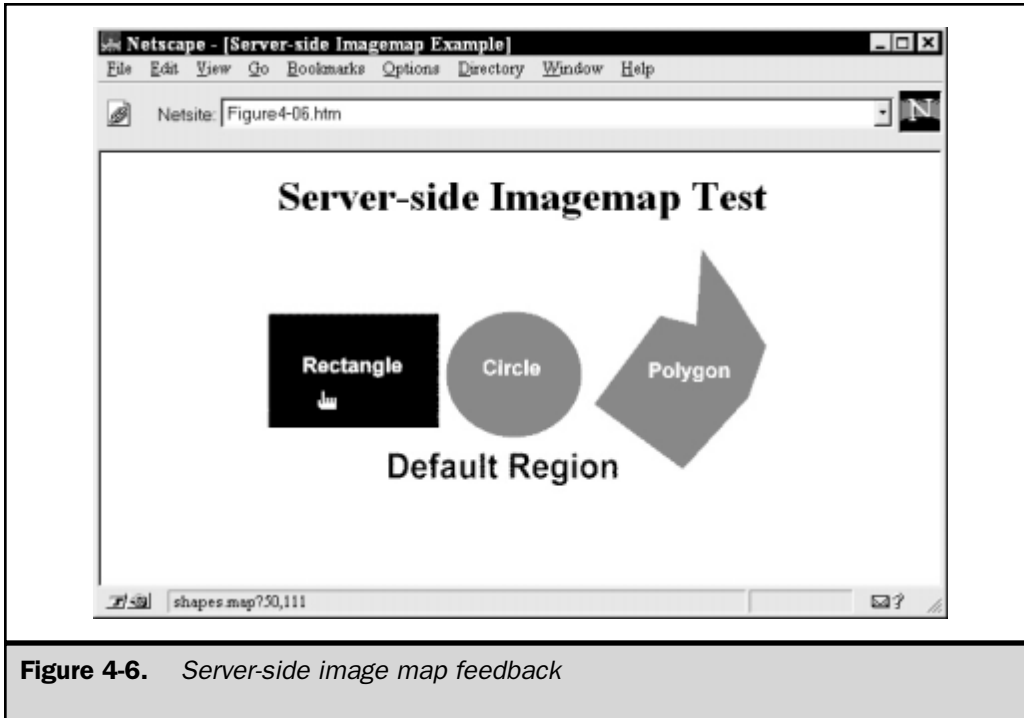 Netscape - [Server-side Imagemap Example]
File Edit View Go Bookmarks Options Directory Window Help
Netsite: Figure4-06.htm
N
Server-side Imagemap Test
Rectangle
Circle
Polygon
Default Region
shapes.map?50,111
?
Figure 4-6. Server-side image map feedback